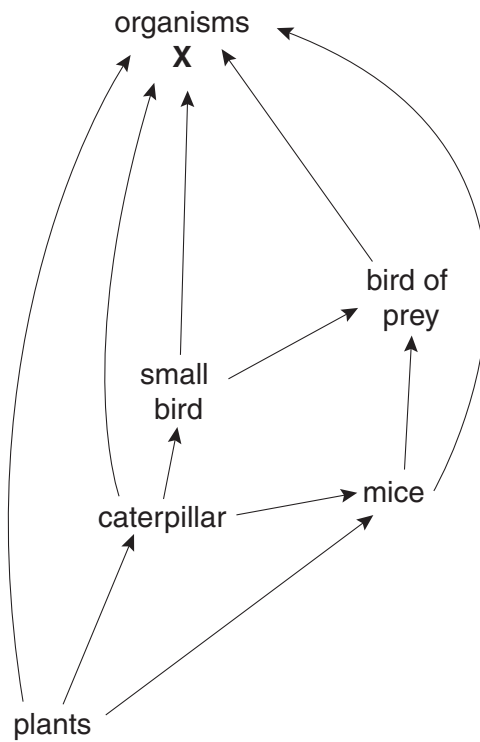 organisms
X
bird of
prey
small
bird
mice
caterpillar
plants